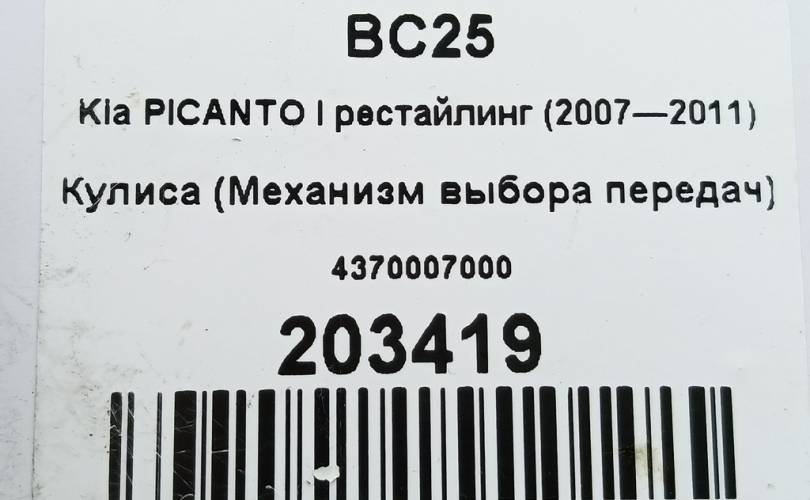 BC25
Kia PICANTO I рестайлинг (2007—2011)
Кулиса (Механизм выбора передач)
4370007000
203419